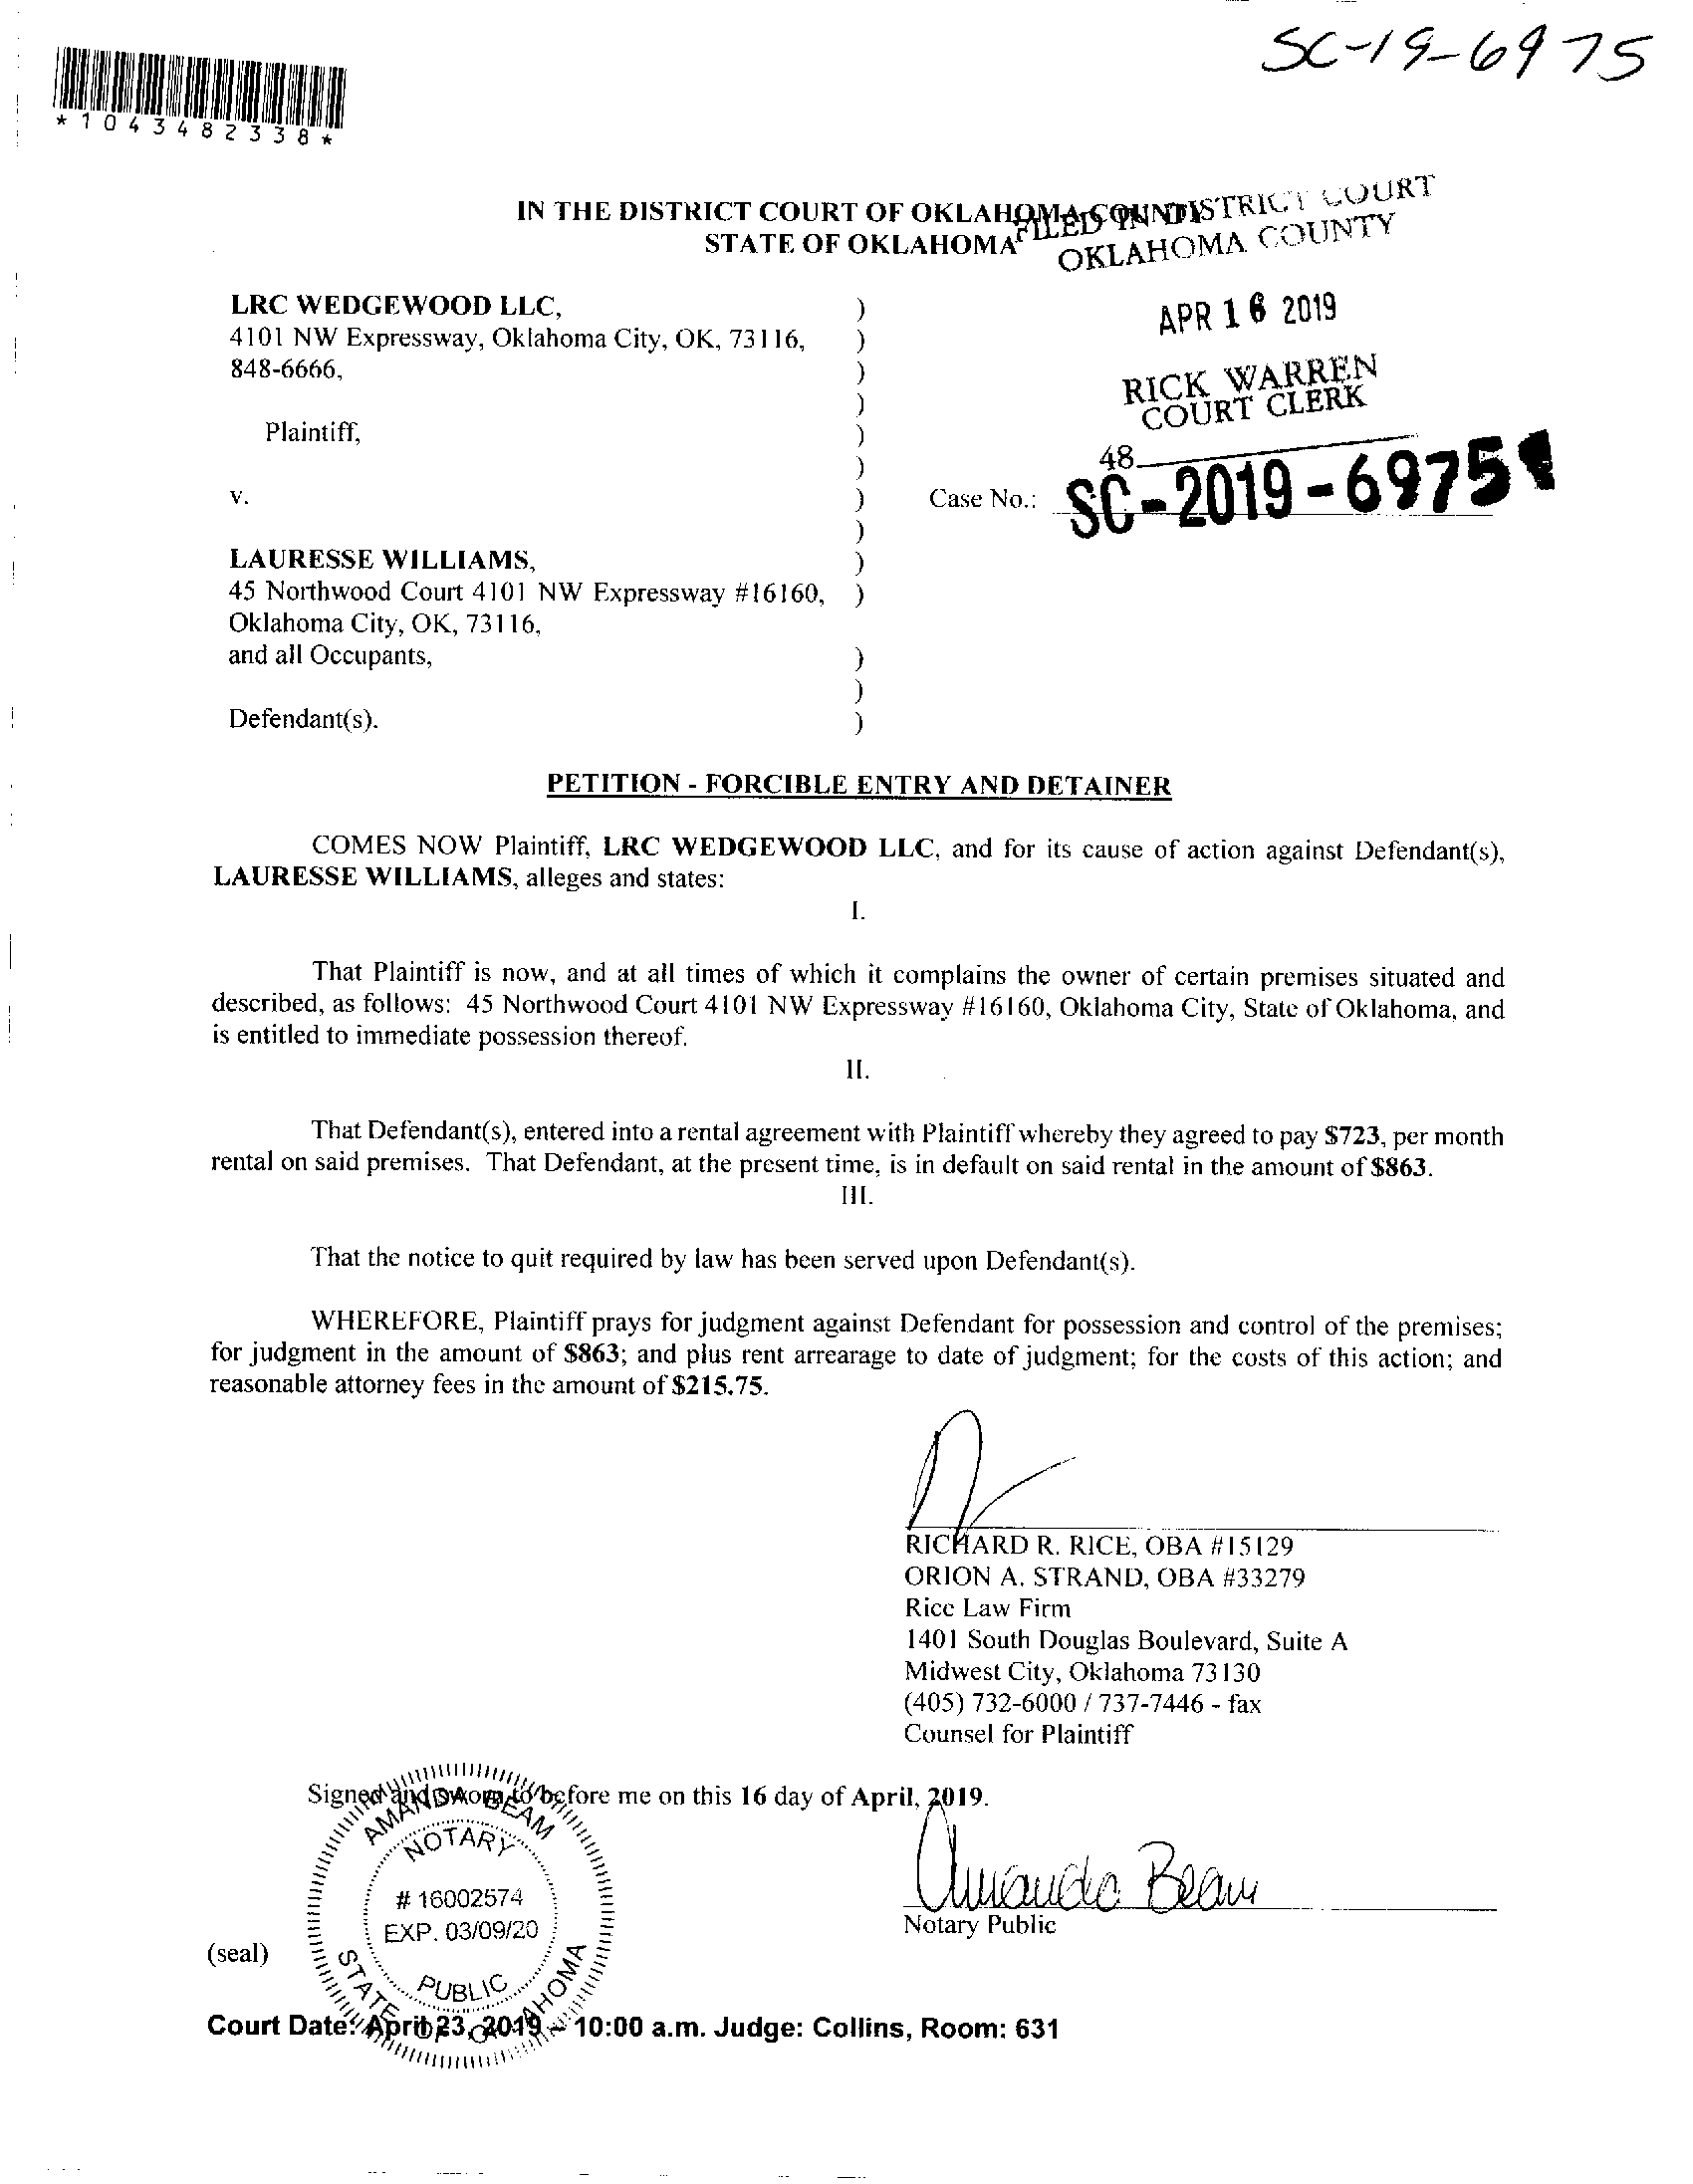 SC-19-6975
*1043482338*
IN THE DISTRICT COURT OF OKLAHOMA COUNTY
STATE OF OKLAHOMA
FILED IN DISTRICT COURT
OKLAHOMA COUNTY
LRC WEDGEWOOD LLC, )
4101 NW Expressway, Oklahoma City, OK, 73116, )
848-6666, )
)
Plaintiff, )
)
v. )
)
LAURESSE WILLIAMS, )
45 Northwood Court 4101 NW Expressway #16160, )
Oklahoma City, OK, 73116,
and all Occupants, )
)
Defendant(s). )
APR 16 2019
RICK WARREN
COURT CLERK
48
Case No.: SC-2019-6975
PETITION - FORCIBLE ENTRY AND DETAINER
COMES NOW Plaintiff, LRC WEDGEWOOD LLC, and for its cause of action against Defendant(s),
LAURESSE WILLIAMS, alleges and states:
I.
That Plaintiff is now, and at all times of which it complains the owner of certain premises situated and
described, as follows: 45 Northwood Court 4101 NW Expressway #16160, Oklahoma City, State of Oklahoma, and
is entitled to immediate possession thereof.
II.
That Defendant(s), entered into a rental agreement with Plaintiff whereby they agreed to pay $723, per month
rental on said premises. That Defendant, at the present time, is in default on said rental in the amount of $863.
III.
That the notice to quit required by law has been served upon Defendant(s).
WHEREFORE, Plaintiff prays for judgment against Defendant for possession and control of the premises;
for judgment in the amount of $863; and plus rent arrearage to date of judgment; for the costs of this action; and
reasonable attorney fees in the amount of $215.75.
RICHARD R. RICE, OBA #15129
ORION A. STRAND, OBA #33279
Rice Law Firm
1401 South Douglas Boulevard, Suite A
Midwest City, Oklahoma 73130
(405) 732-6000 / 737-7446 - fax
Counsel for Plaintiff
Signed and sworn to before me on this 16 day of April, 2019.
Amanda Beam
Notary Public
AMANDA BEAM
NOTARY
# 16002574
EXP. 03/09/20
PUBLIC
STATE OF OKLAHOMA
(seal)
Court Date: April 23, 2019 - 10:00 a.m. Judge: Collins, Room: 631